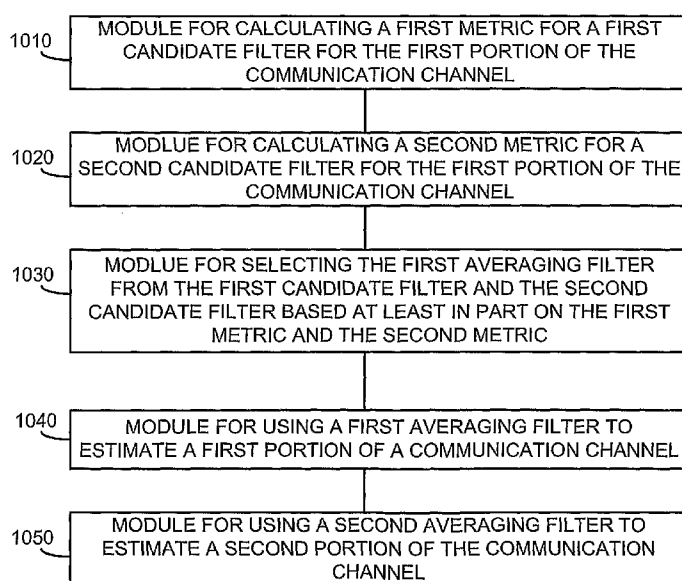 1010
MODULE FOR CALCULATING A FIRST METRIC FOR A FIRST
CANDIDATE FILTER FOR THE FIRST PORTION OF THE
COMMUNICATION CHANNEL
1020
MODLUE FOR CALCULATING A SECOND METRIC FOR A
SECOND CANDIDATE FILTER FOR THE FIRST PORTION OF THE
COMMUNICATION CHANNEL
1030
MODLUE FOR SELECTING THE FIRST AVERAGING FILTER
FROM THE FIRST CANDIDATE FILTER AND THE SECOND
CANDIDATE FILTER BASED AT LEAST IN PART ON THE FIRST
METRIC AND THE SECOND METRIC
1040
MODULE FOR USING A FIRST AVERAGING FILTER TO
ESTIMATE A FIRST PORTION OF A COMMUNICATION CHANNEL
1050
MODULE FOR USING A SECOND AVERAGING FILTER TO
ESTIMATE A SECOND PORTION OF THE COMMUNICATION
CHANNEL